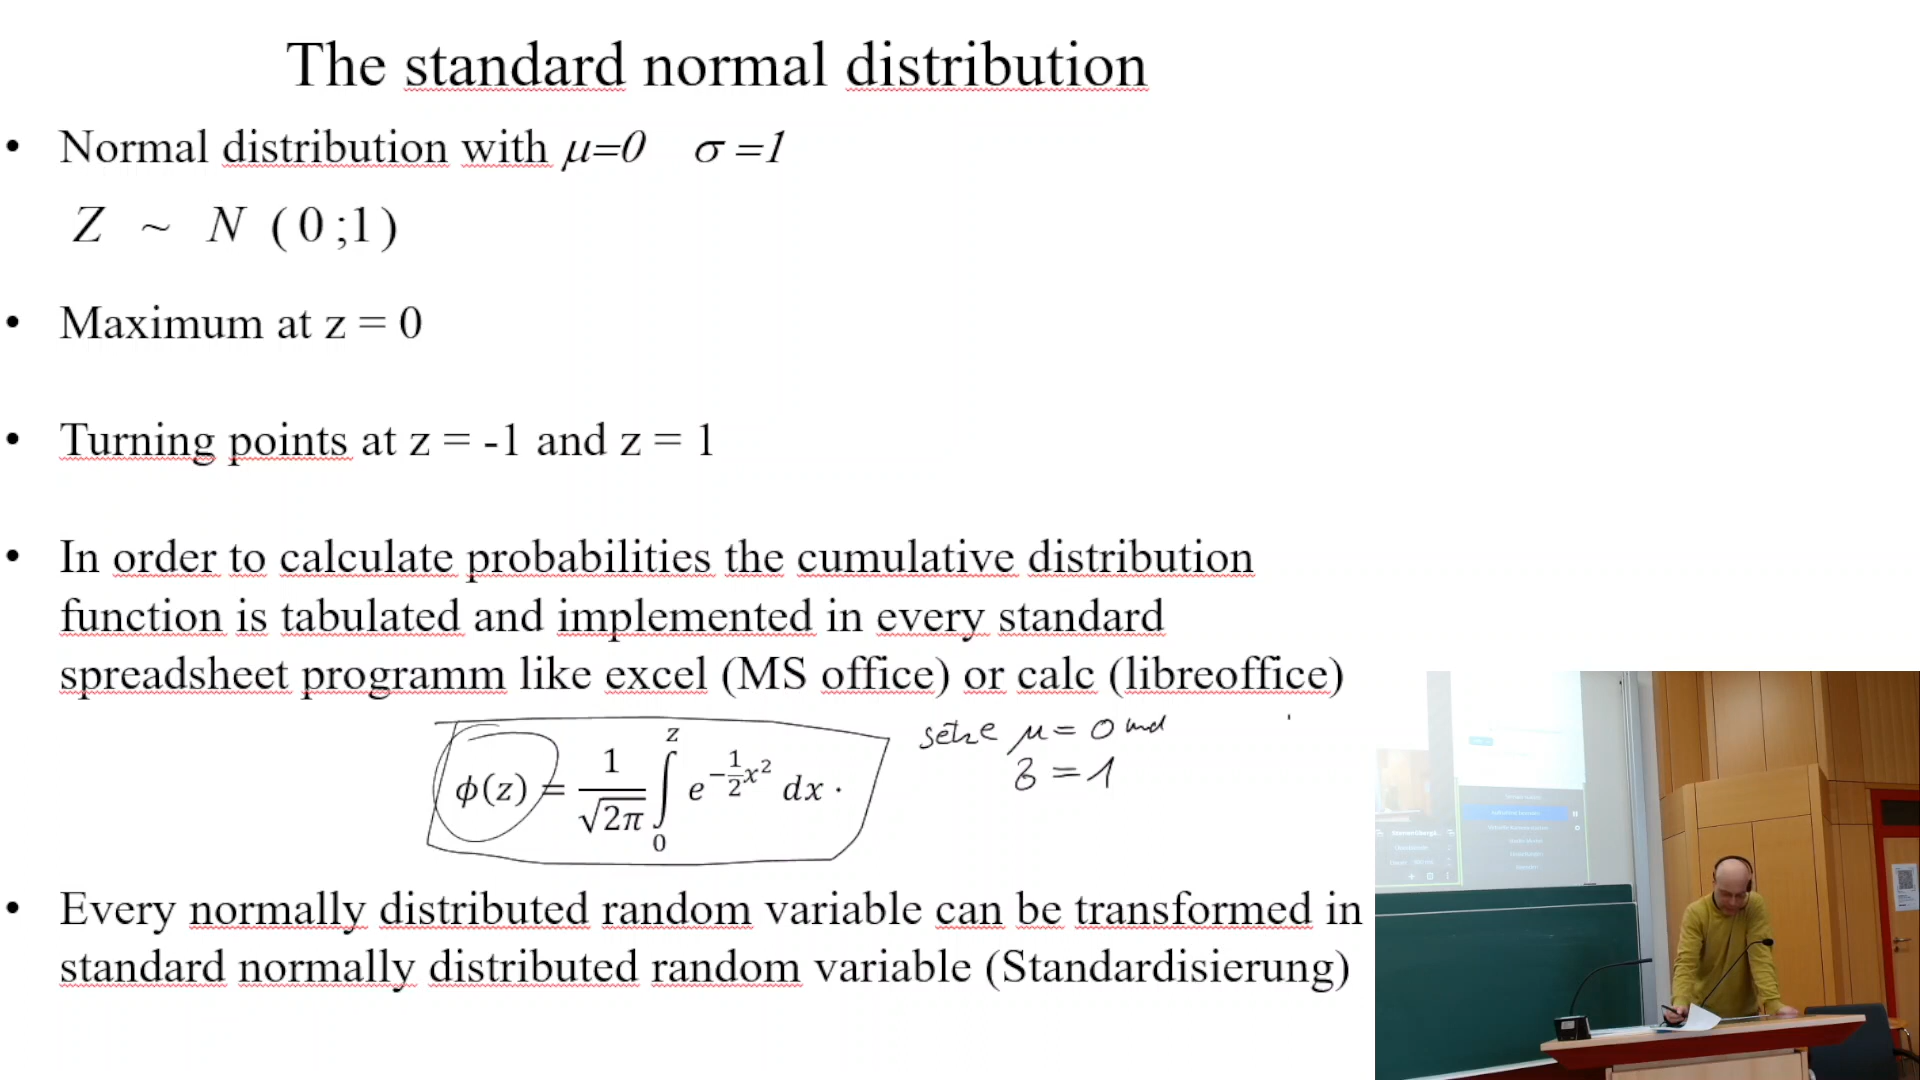 The standard normal distribution
• Normal distribution with μ=0 σ =1
Z ~ N (0;1)
• Maximum at z = 0
• Turning points at z = -1 and z = 1
• In order to calculate probabilities the cumulative distribution
function is tabulated and implemented in every standard
spreadsheet programm like excel (MS office) or calc (libreoffice)
ϕ(z) = 1/√2π ∫₀ᶻ e^(-1/2 x²) dx .
setze μ = 0 und
σ = 1
• Every normally distributed random variable can be transformed in
standard normally distributed random variable (Standardisierung)